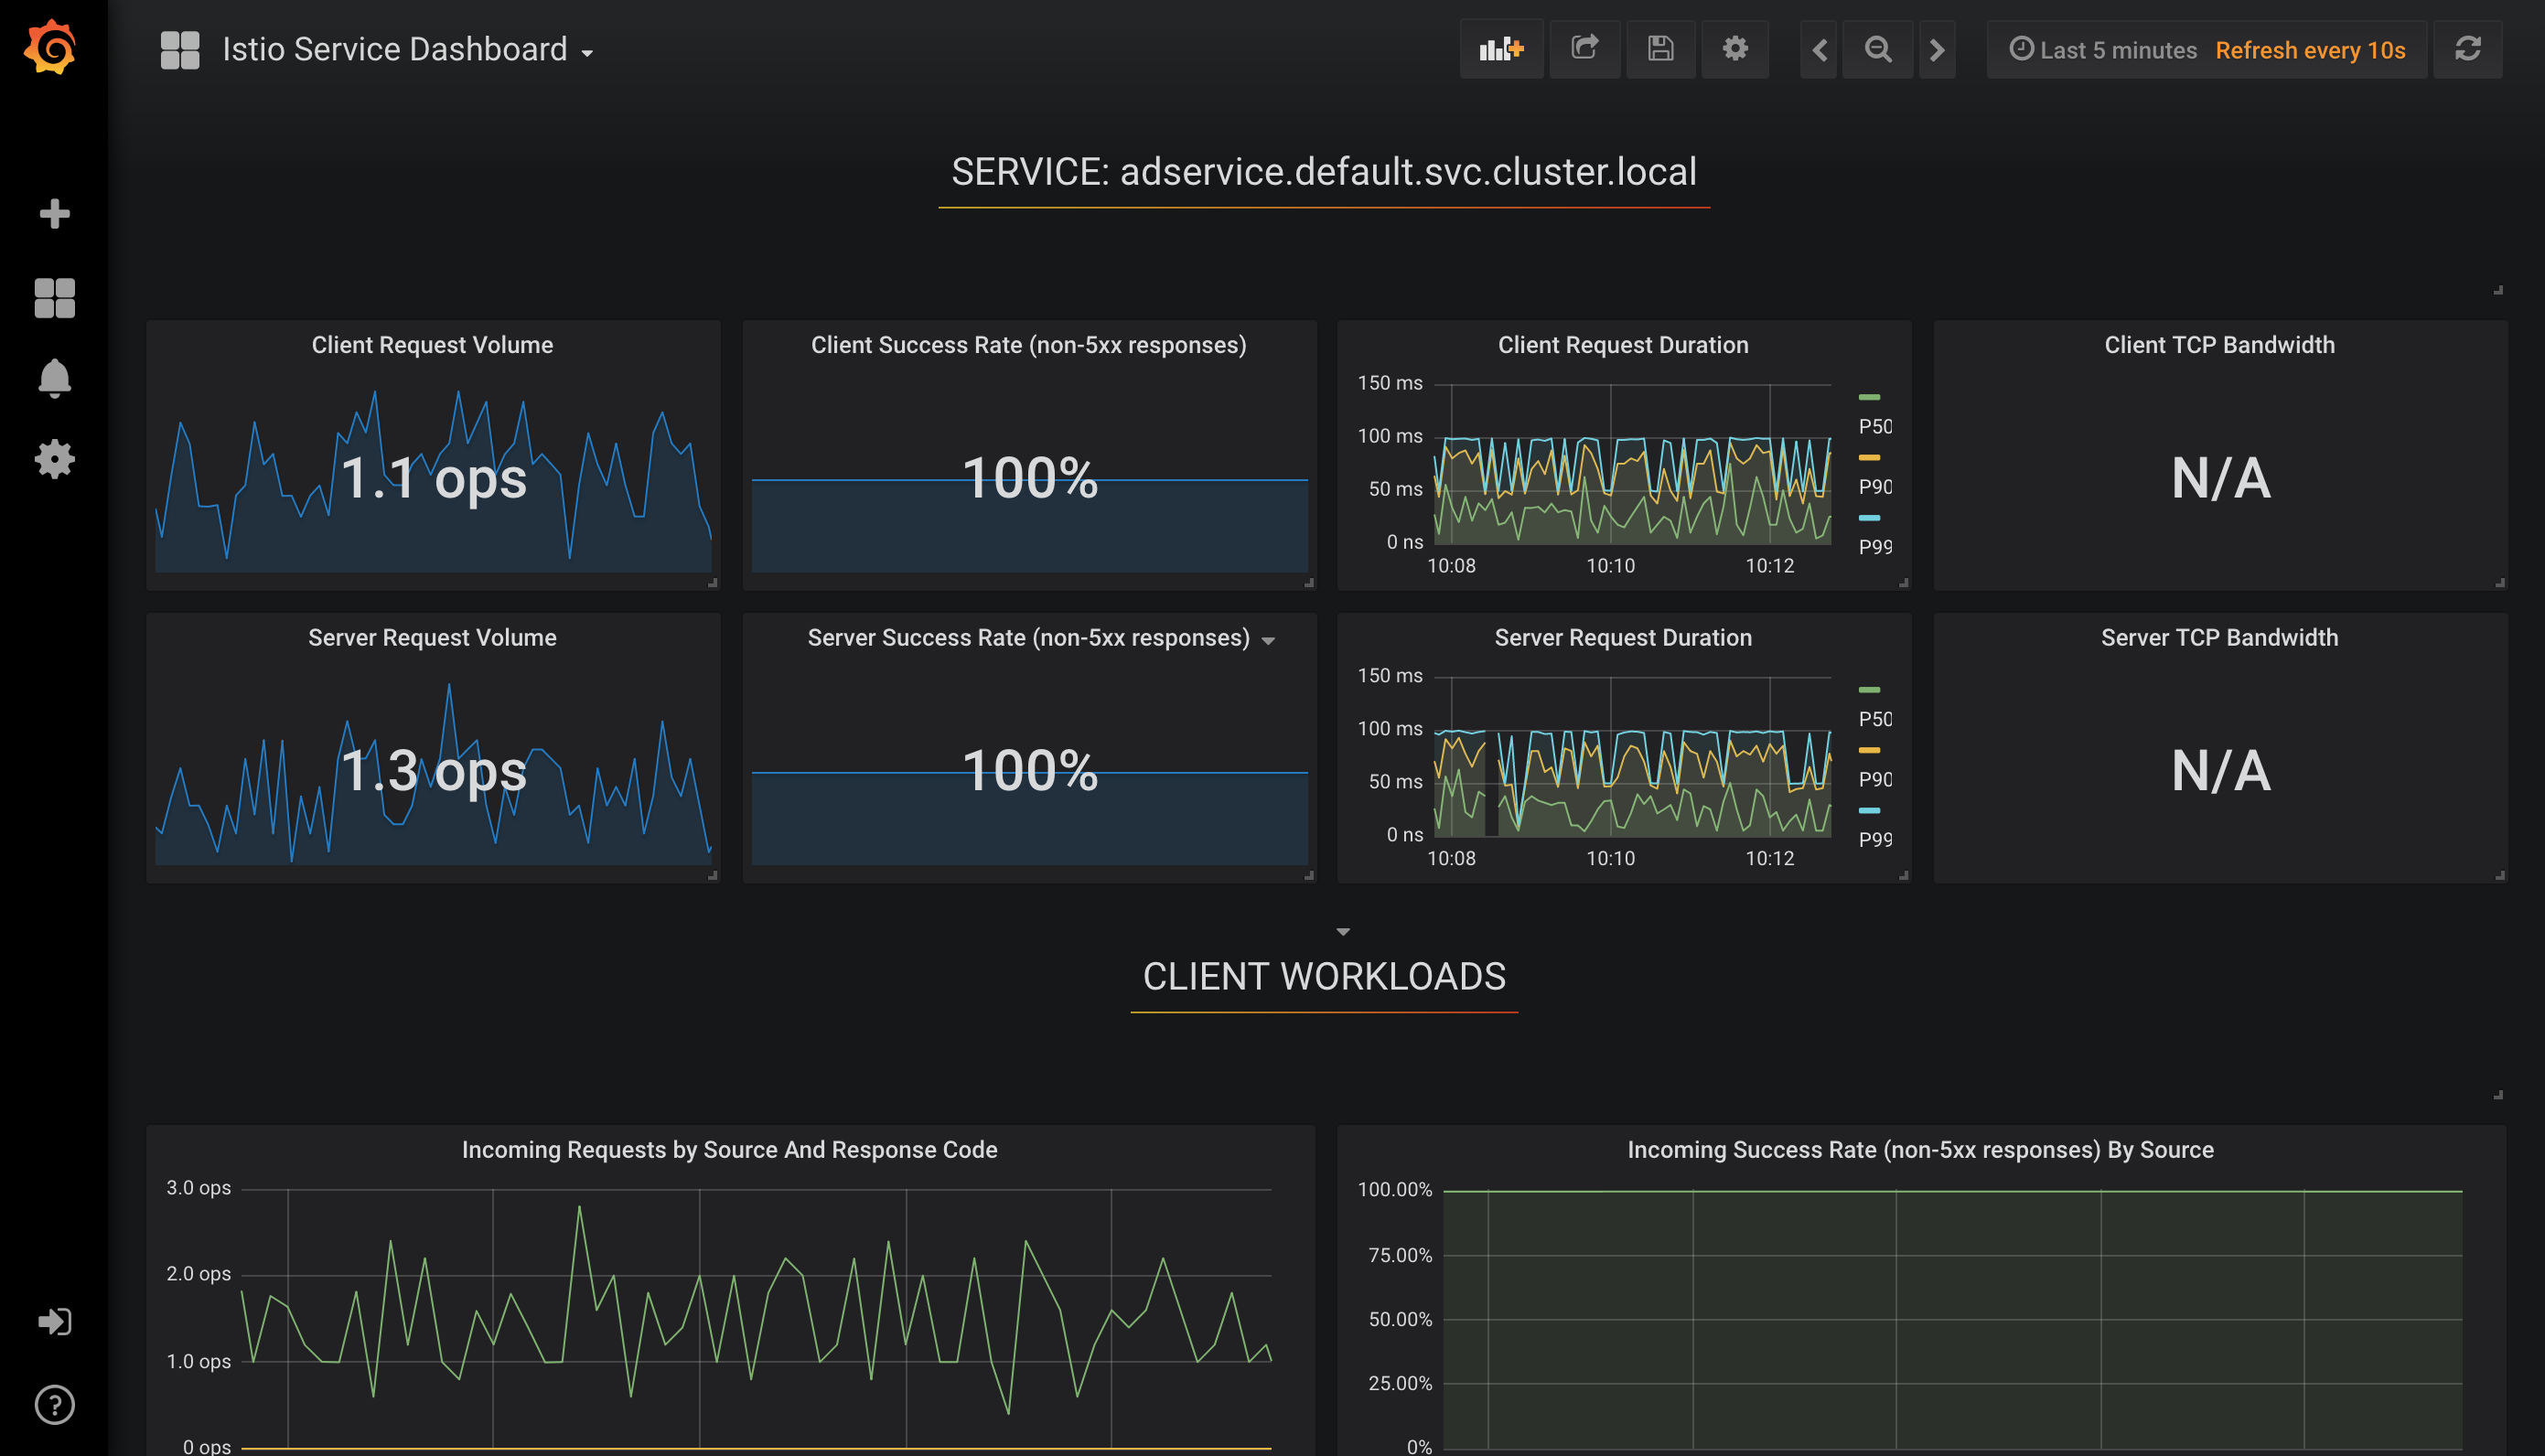 Istio Service Dashboard
Last 5 minutes Refresh every 10s
SERVICE: adservice.default.svc.cluster.local
Client Request Volume
1.1 ops
Client Success Rate (non-5xx responses)
100%
Client Request Duration
150 ms
100 ms
50 ms
0 ns
10:08 10:10 10:12
P50
P90
P99
Client TCP Bandwidth
N/A
Server Request Volume
1.3 ops
Server Success Rate (non-5xx responses)
100%
Server Request Duration
150 ms
100 ms
50 ms
0 ns
10:08 10:10 10:12
P50
P90
P99
Server TCP Bandwidth
N/A
CLIENT WORKLOADS
Incoming Requests by Source And Response Code
3.0 ops
2.0 ops
1.0 ops
0 ops
Incoming Success Rate (non-5xx responses) By Source
100.00%
75.00%
50.00%
25.00%
0%
?